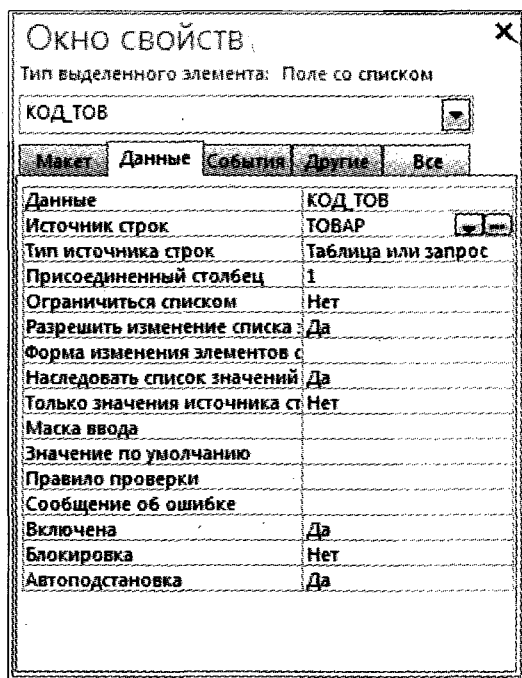 Окно свойств
Тип выделенного элемента: Поле со списком
КОД_ТОВ
Макет Данные События Другие Все
Данные КОД_ТОВ
Источник строк ТОВАР
Тип источника строк Таблица или запрос
Присоединенный столбец 1
Ограничиться списком Нет
Разрешить изменение списка з Да
Форма изменения элементов с
Наследовать список значений Да
Только значения источника ст Нет
Маска ввода
Значение по умолчанию
Правило проверки
Сообщение об ошибке
Включена Да
Блокировка Нет
Автоподстановка Да